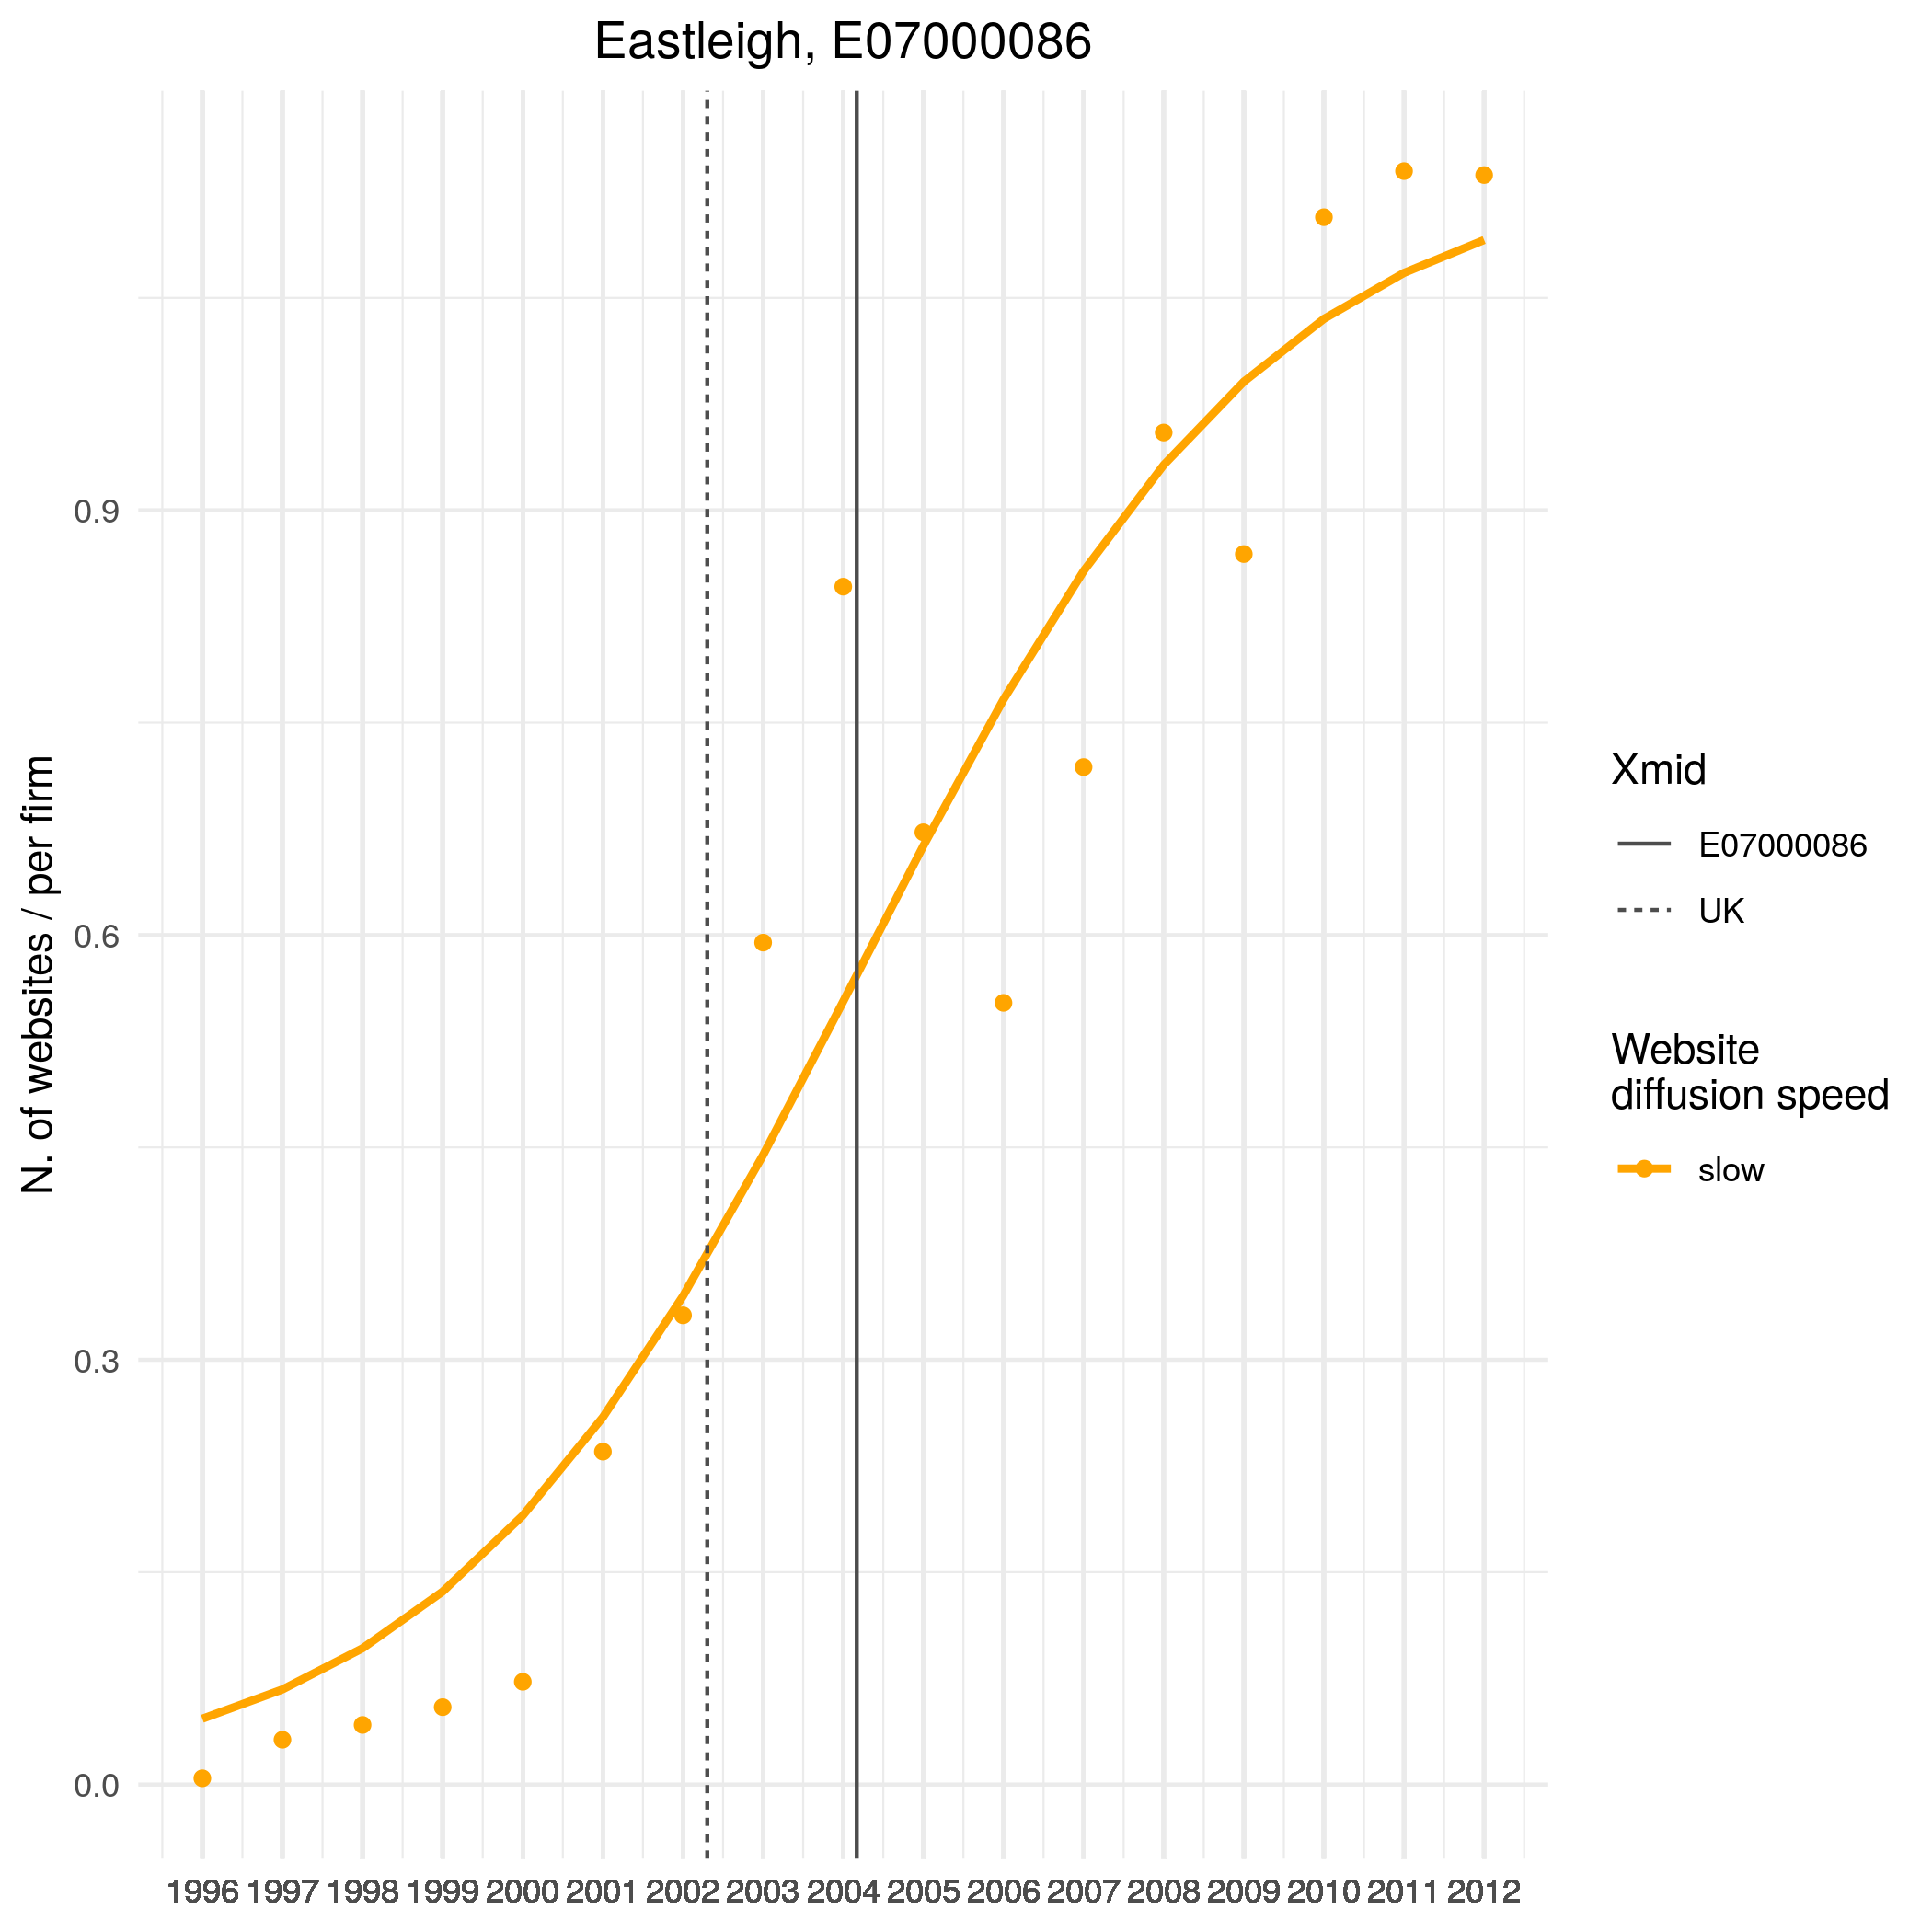 Eastleigh, E07000086
N. of websites / per firm
0.9
0.6
0.3
0.0
1996 1997 1998 1999 2000 2001 2002 2003 2004 2005 2006 2007 2008 2009 2010 2011 2012
Xmid
E07000086
UK
Website
diffusion speed
slow